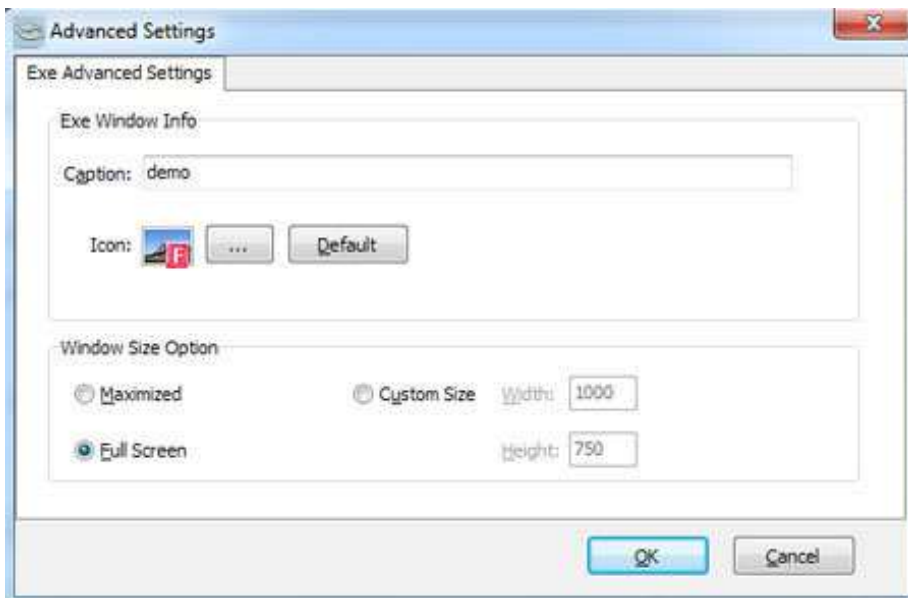 Advanced Settings
Exe Advanced Settings
Exe Window Info
Caption: demo
Icon: F ... Default
Window Size Option
Maximized Custom Size Width: 1000
Full Screen Height: 750
OK Cancel